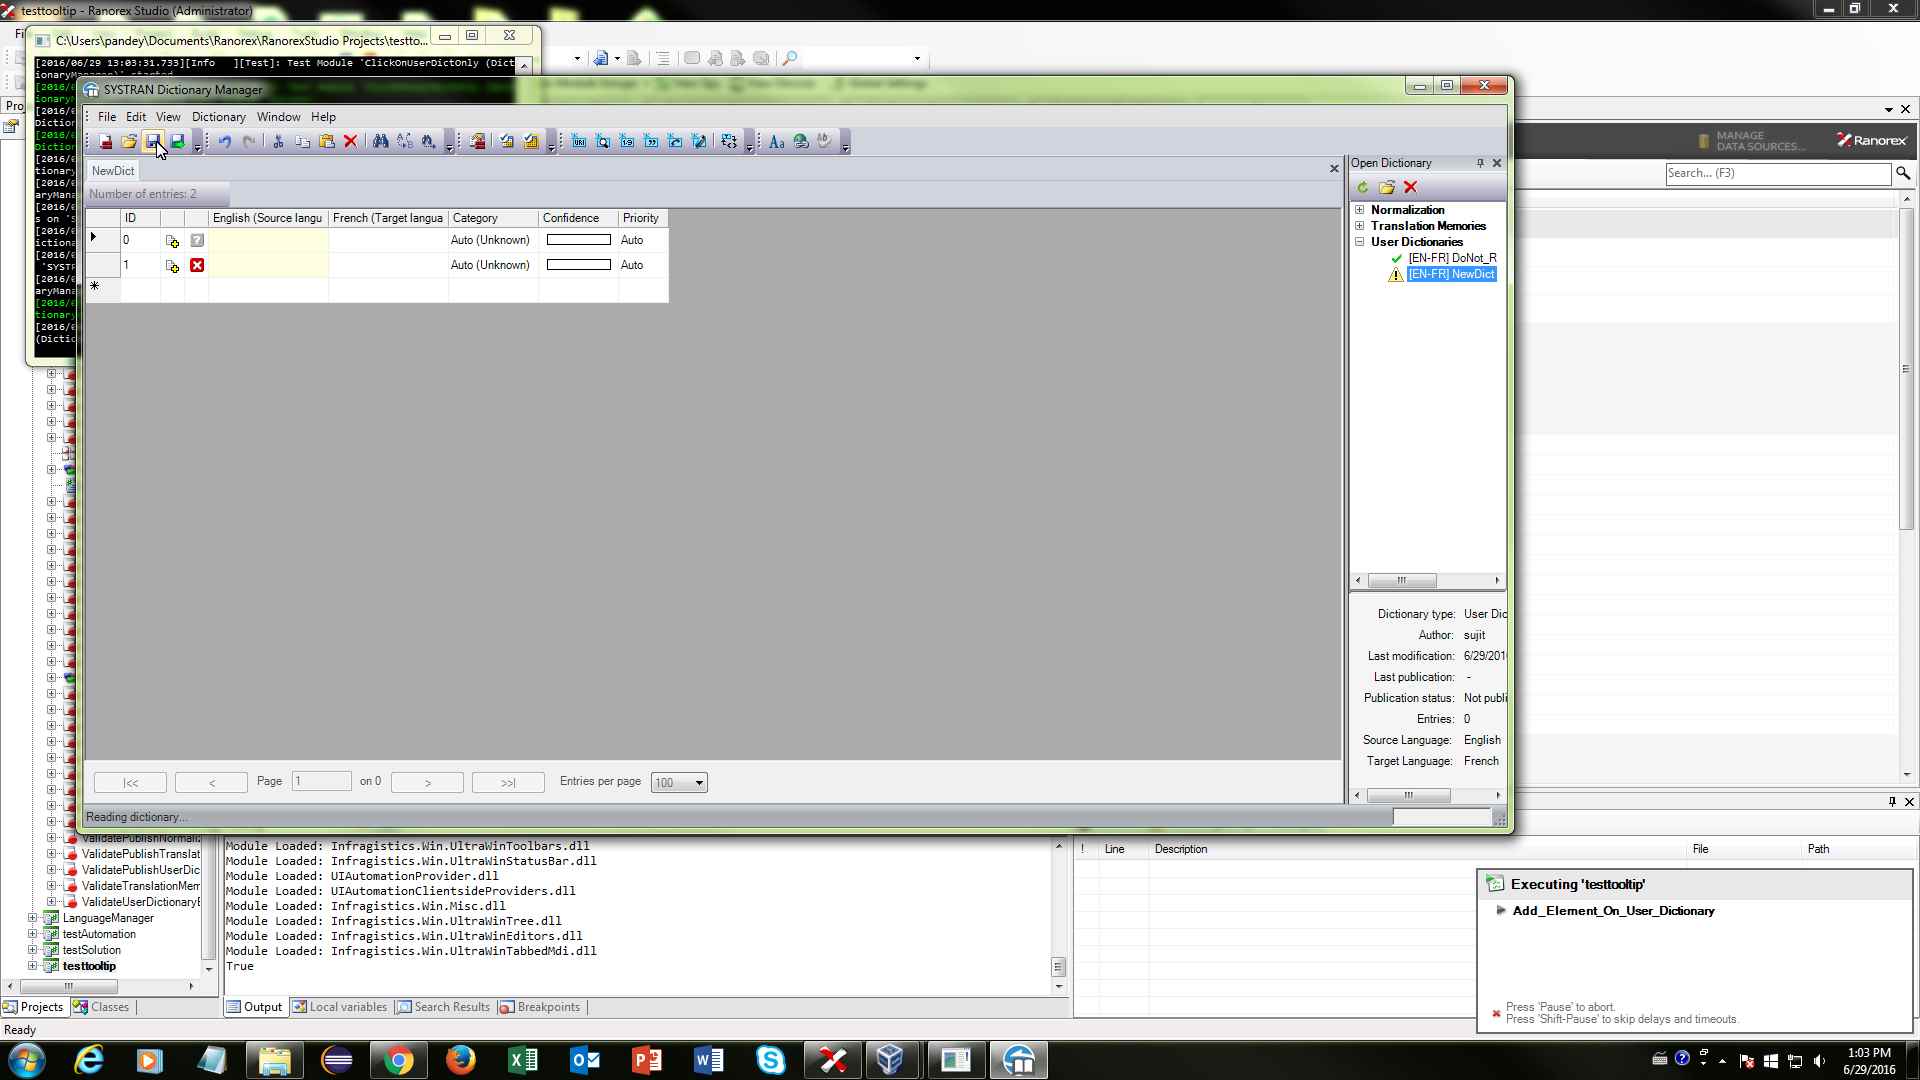 testtooltip - Ranorex Studio (Administrator)
C:\Users\pandey\Documents\Ranorex\RanorexStudio Projects\testto...
[2016/06/29 13:03:31.733][Info ][Test]: Test Module 'ClickOnUserDictOnly (Dict
ionaryManager)' started
SYSTRAN Dictionary Manager
File Edit View Dictionary Window Help
NewDict
Number of entries: 2
ID English (Source langu French (Target langua Category Confidence Priority
0 Auto (Unknown) Auto
1 Auto (Unknown) Auto
|<< < Page 1 on 0 > >>| Entries per page 100
Reading dictionary...
Open Dictionary
Normalization
Translation Memories
User Dictionaries
[EN-FR] DoNot_R
[EN-FR] NewDict
Dictionary type: User Dic
Author: sujit
Last modification: 6/29/201
Last publication: -
Publication status: Not publi
Entries: 0
Source Language: English
Target Language: French
MANAGE
DATA SOURCES...
Ranorex
Search... (F3)
ValidatePublishNormali
ValidatePublishTranslat
ValidatePublishUserDic
ValidateTranslationMem
ValidateUserDictionaryE
LanguageManager
testAutomation
testSolution
testtooltip
Projects Classes
Module Loaded: Infragistics.Win.UltraWinToolbars.dll
Module Loaded: Infragistics.Win.UltraWinStatusBar.dll
Module Loaded: UIAutomationProvider.dll
Module Loaded: UIAutomationClientsideProviders.dll
Module Loaded: Infragistics.Win.Misc.dll
Module Loaded: Infragistics.Win.UltraWinTree.dll
Module Loaded: Infragistics.Win.UltraWinEditors.dll
Module Loaded: Infragistics.Win.UltraWinTabbedMdi.dll
True
Output Local variables Search Results Breakpoints
! Line Description File Path
Executing 'testtooltip'
Add_Element_On_User_Dictionary
Press 'Pause' to abort.
Press 'Shift-Pause' to skip delays and timeouts.
Ready
1:03 PM
6/29/2016